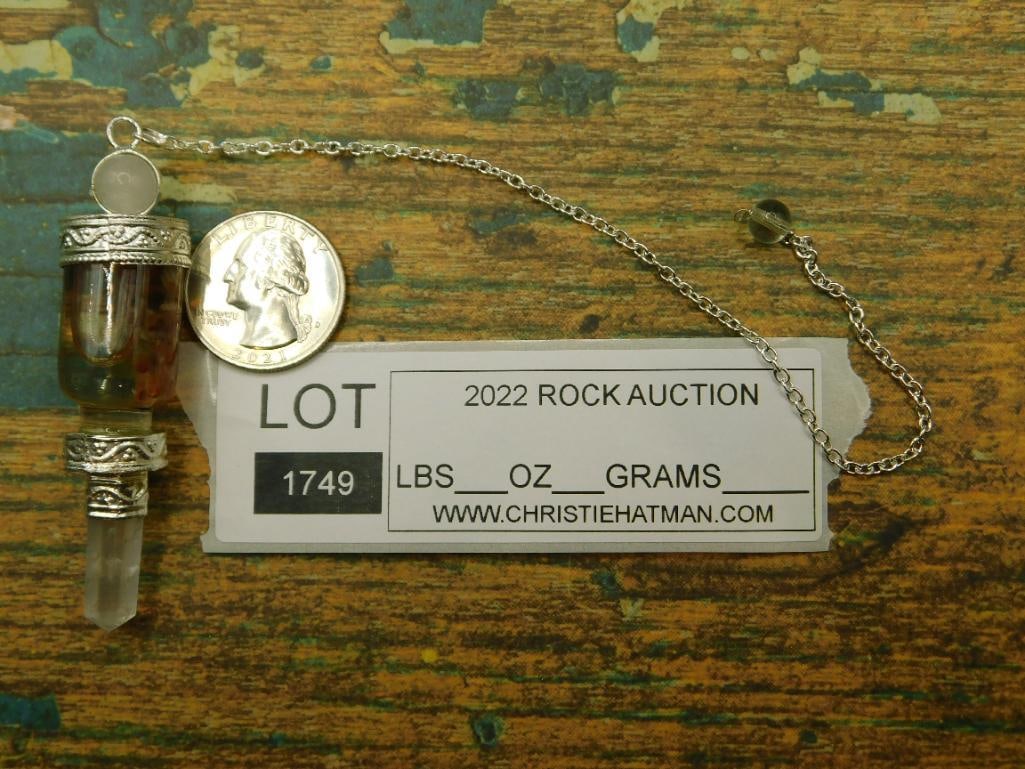 LIBERTY
IN GOD WE
TRUST
D
2021
LOT
1749
2022 ROCK AUCTION
LBS___OZ___GRAMS_____
WWW.CHRISTIEHATMAN.COM